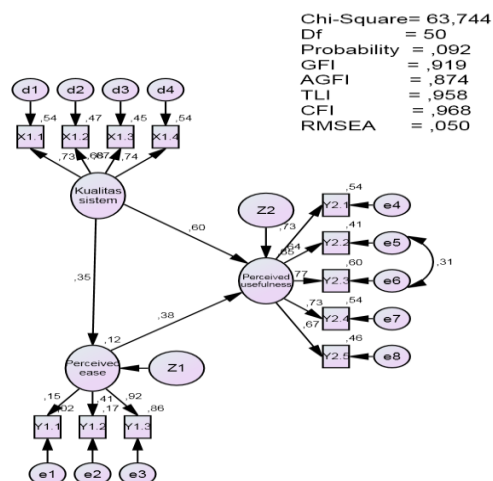 Chi-Square= 63,744
Df = 50
Probability = ,092
GFI = ,919
AGFI = ,874
TLI = ,958
CFI = ,968
RMSEA = ,050
d1 d2 d3 d4
,54 ,47 ,45 ,54
X1.1 X1.2 X1.3 X1.4
,73 ,74
Kualitas
sistem
Z2
,60
,35
,38
,12
Perceived
usefulness
,73 ,77 ,73 ,67
,54
Y2.1 e4
,41
Y2.2 e5
,31
,60
Y2.3 e6
,54
Y2.4 e7
,46
Y2.5 e8
Perceived
ease
Z1
,15 ,41 ,92
,02 ,17 ,86
Y1.1 Y1.2 Y1.3
e1 e2 e3